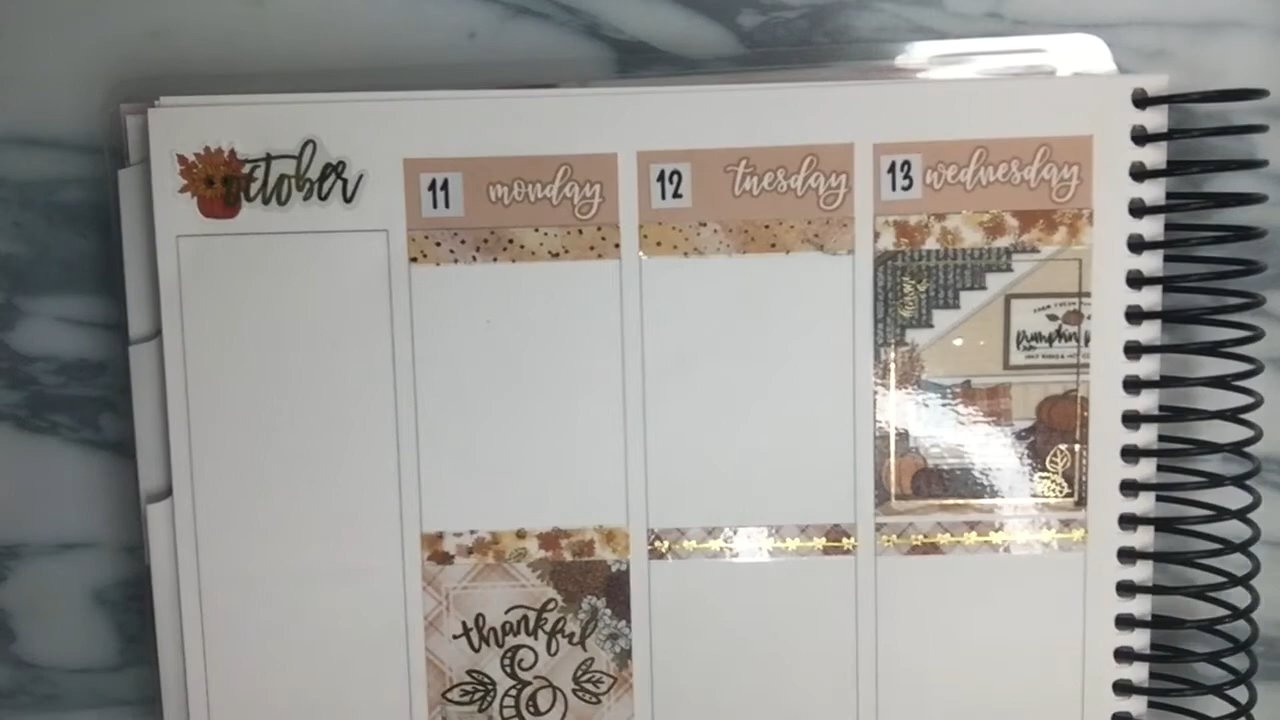 october
11 monday
12 tuesday
13 wednesday
pumpkin
thankful
&